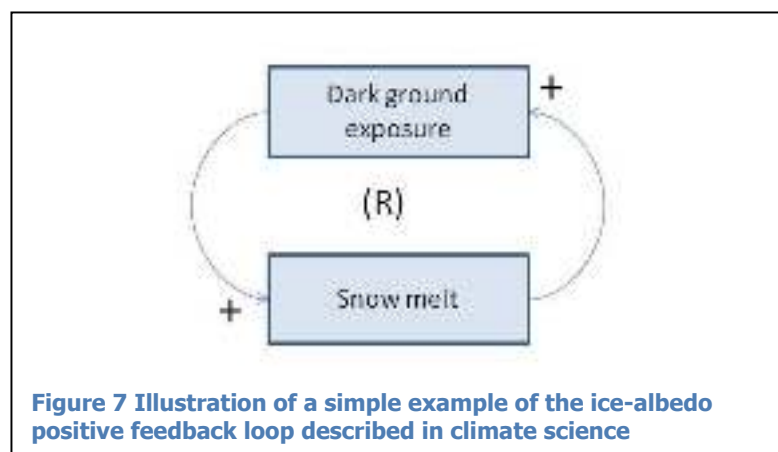 Dark ground
exposure
+
(R)
Snow melt
+
Figure 7 Illustration of a simple example of the ice-albedo
positive feedback loop described in climate science